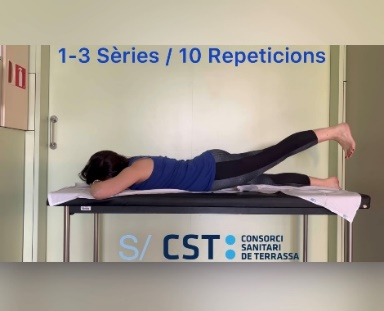 1-3 Sèries / 10 Repeticions
S/ CST
CONSORCI
SANITARI
DE TERRASSA